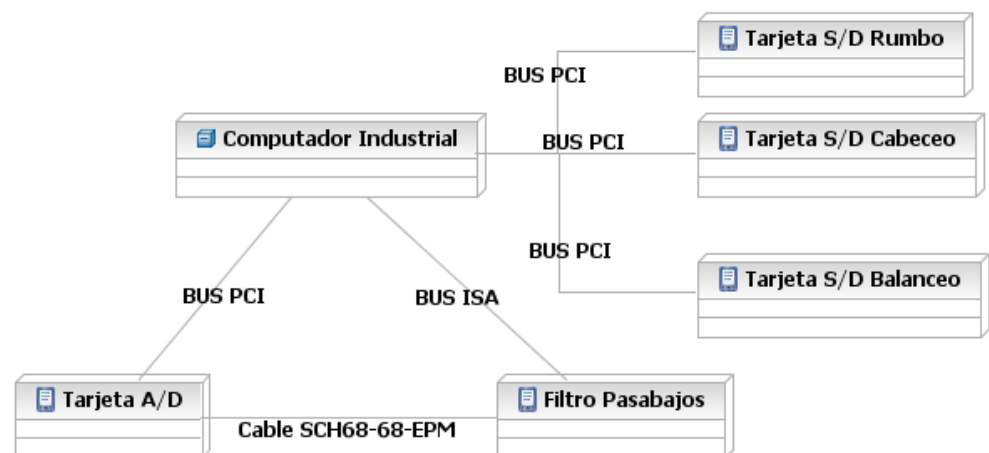 Tarjeta S/D Rumbo
BUS PCI
Computador Industrial
BUS PCI
Tarjeta S/D Cabeceo
BUS PCI
Tarjeta S/D Balanceo
BUS PCI
BUS ISA
Tarjeta A/D
Filtro Pasabajos
Cable SCH68-68-EPM